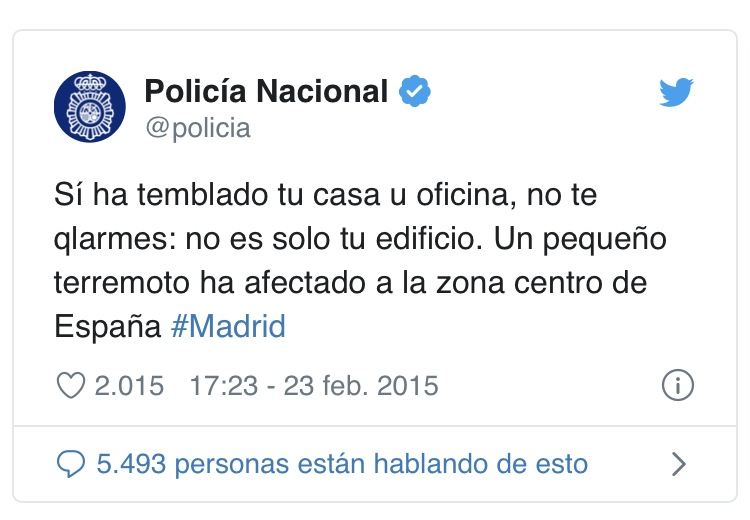 Policía Nacional
@policia
Sí ha temblado tu casa u oficina, no te
qlarmes: no es solo tu edificio. Un pequeño
terremoto ha afectado a la zona centro de
España #Madrid
2.015 17:23 - 23 feb. 2015
5.493 personas están hablando de esto